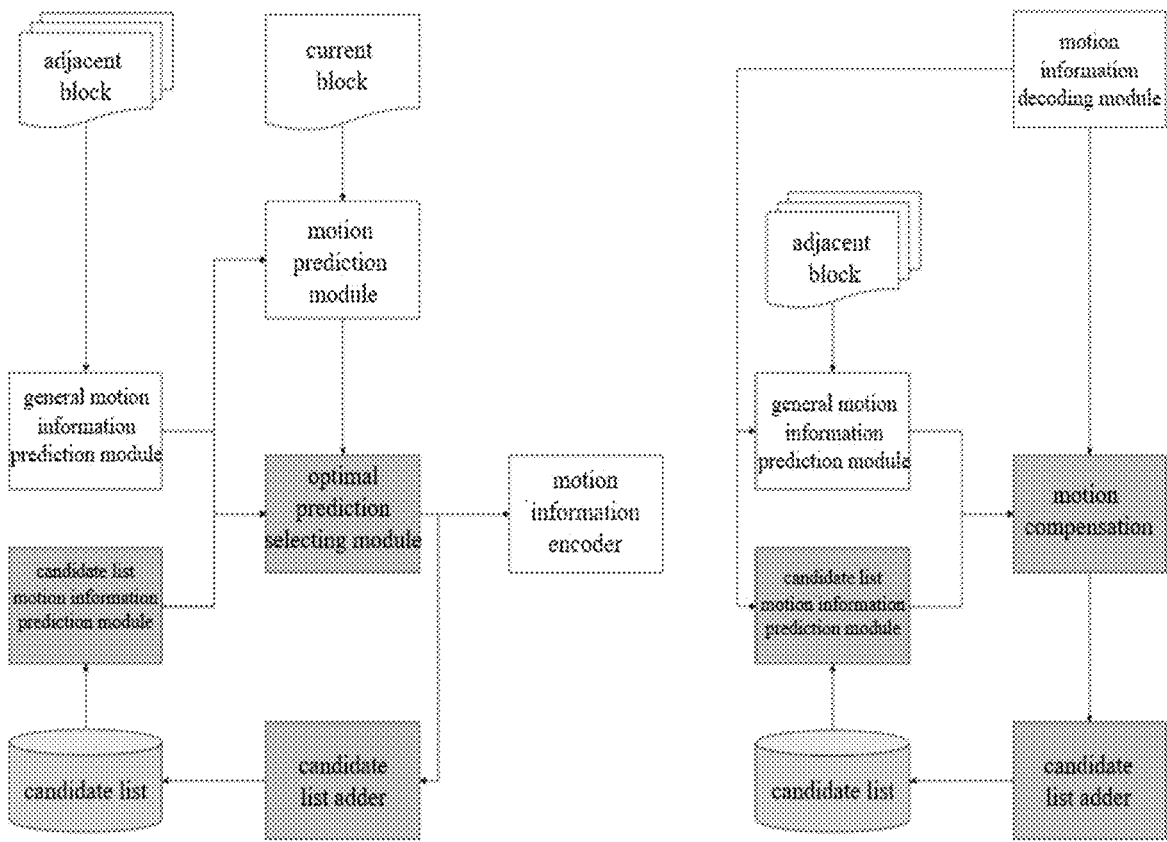 adjacent
block
current
block
motion
prediction
module
general motion
information
prediction module
optimal
prediction
selecting module
motion
information
encoder
candidate list
motion information
prediction module
candidate list
candidate
list adder
motion
information
decoding module
adjacent
block
general motion
information
prediction module
motion
compensation
candidate list
motion information
prediction module
candidate list
candidate
list adder